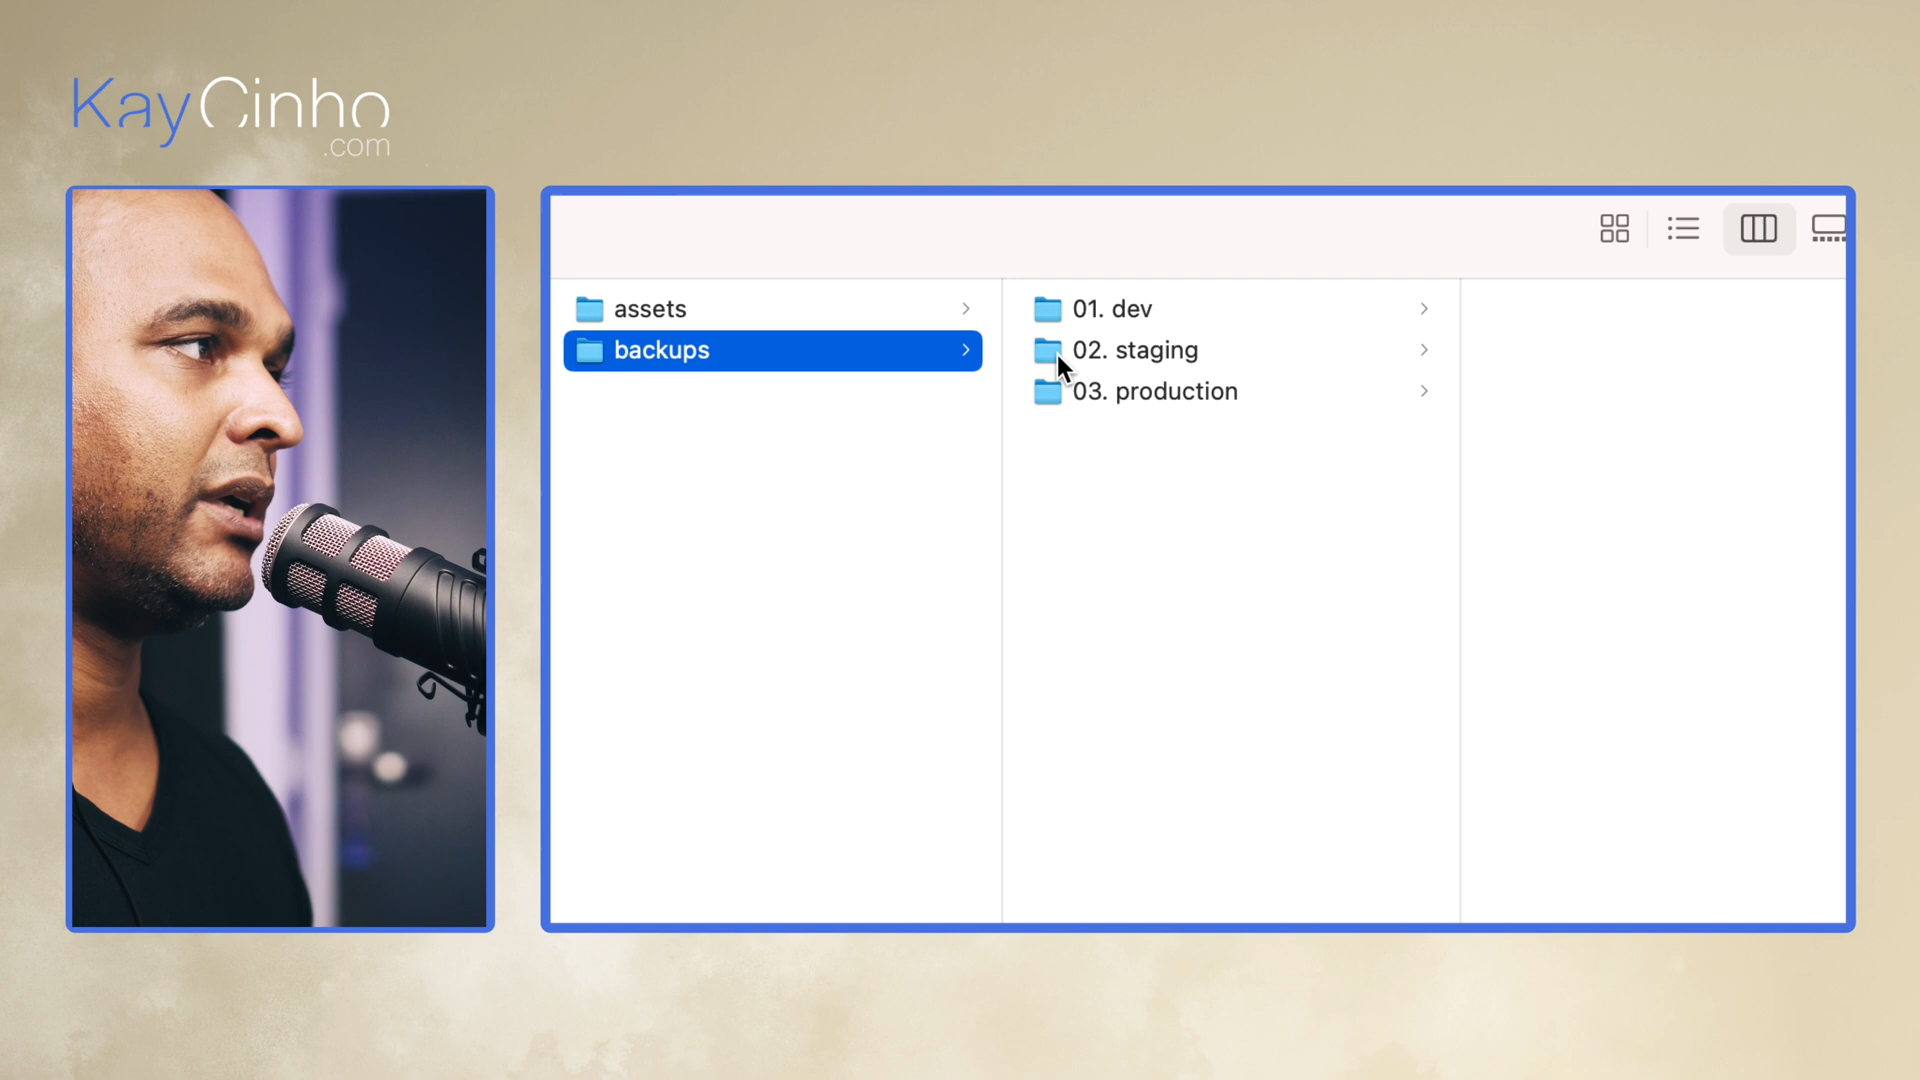 KayCinho
.com
assets
backups
01. dev
02. staging
03. production